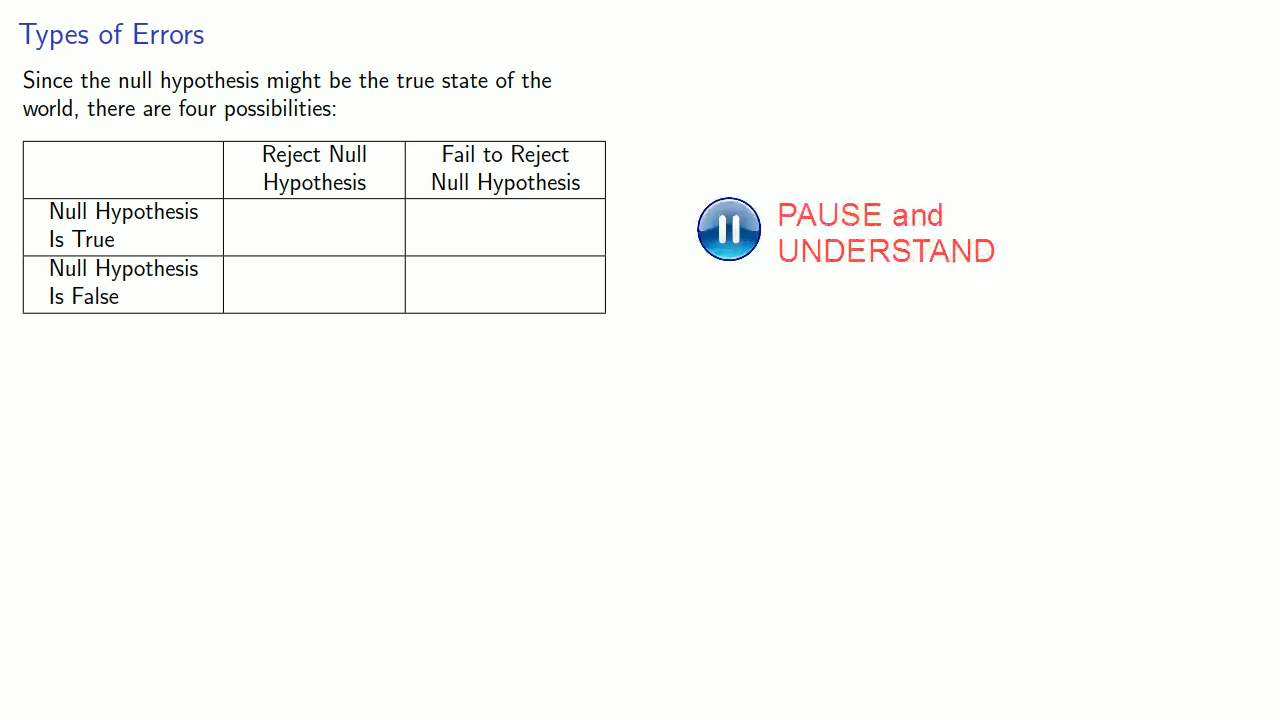 Types of Errors
Since the null hypothesis might be the true state of the
world, there are four possibilities:
Reject Null
Hypothesis
Fail to Reject
Null Hypothesis
Null Hypothesis
Is True
Null Hypothesis
Is False
PAUSE and
UNDERSTAND